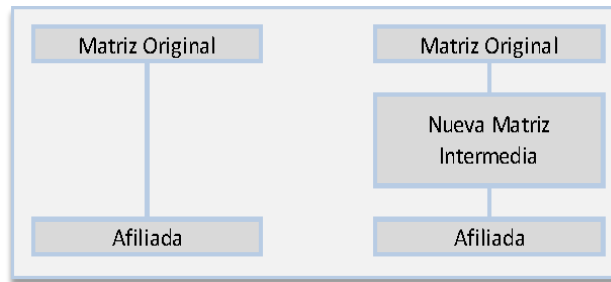 Matriz Original
Afiliada
Matriz Original
Nueva Matriz
Intermedia
Afiliada